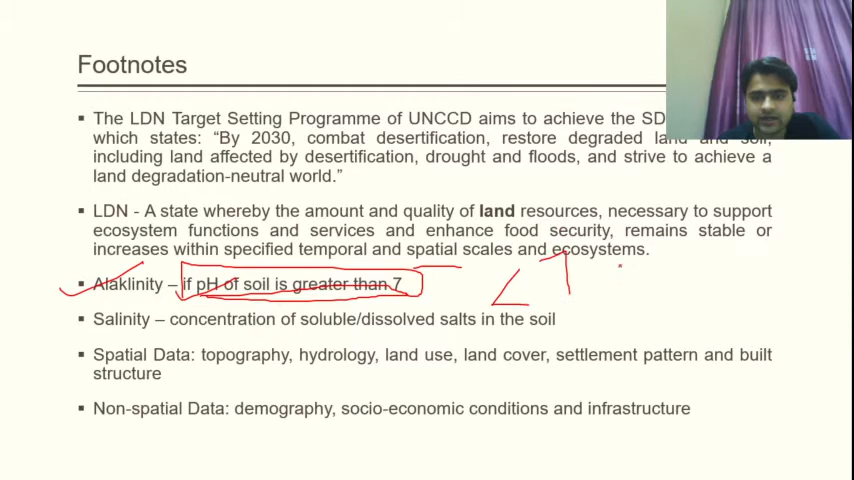 Footnotes
▪ The LDN Target Setting Programme of UNCCD aims to achieve the SD
which states: “By 2030, combat desertification, restore degraded land and soil,
including land affected by desertification, drought and floods, and strive to achieve a
land degradation-neutral world.”
▪ LDN - A state whereby the amount and quality of land resources, necessary to support
ecosystem functions and services and enhance food security, remains stable or
increases within specified temporal and spatial scales and ecosystems.
▪ Alaklinity – if pH of soil is greater than 7
< 7
▪ Salinity – concentration of soluble/dissolved salts in the soil
▪ Spatial Data: topography, hydrology, land use, land cover, settlement pattern and built
structure
▪ Non-spatial Data: demography, socio-economic conditions and infrastructure